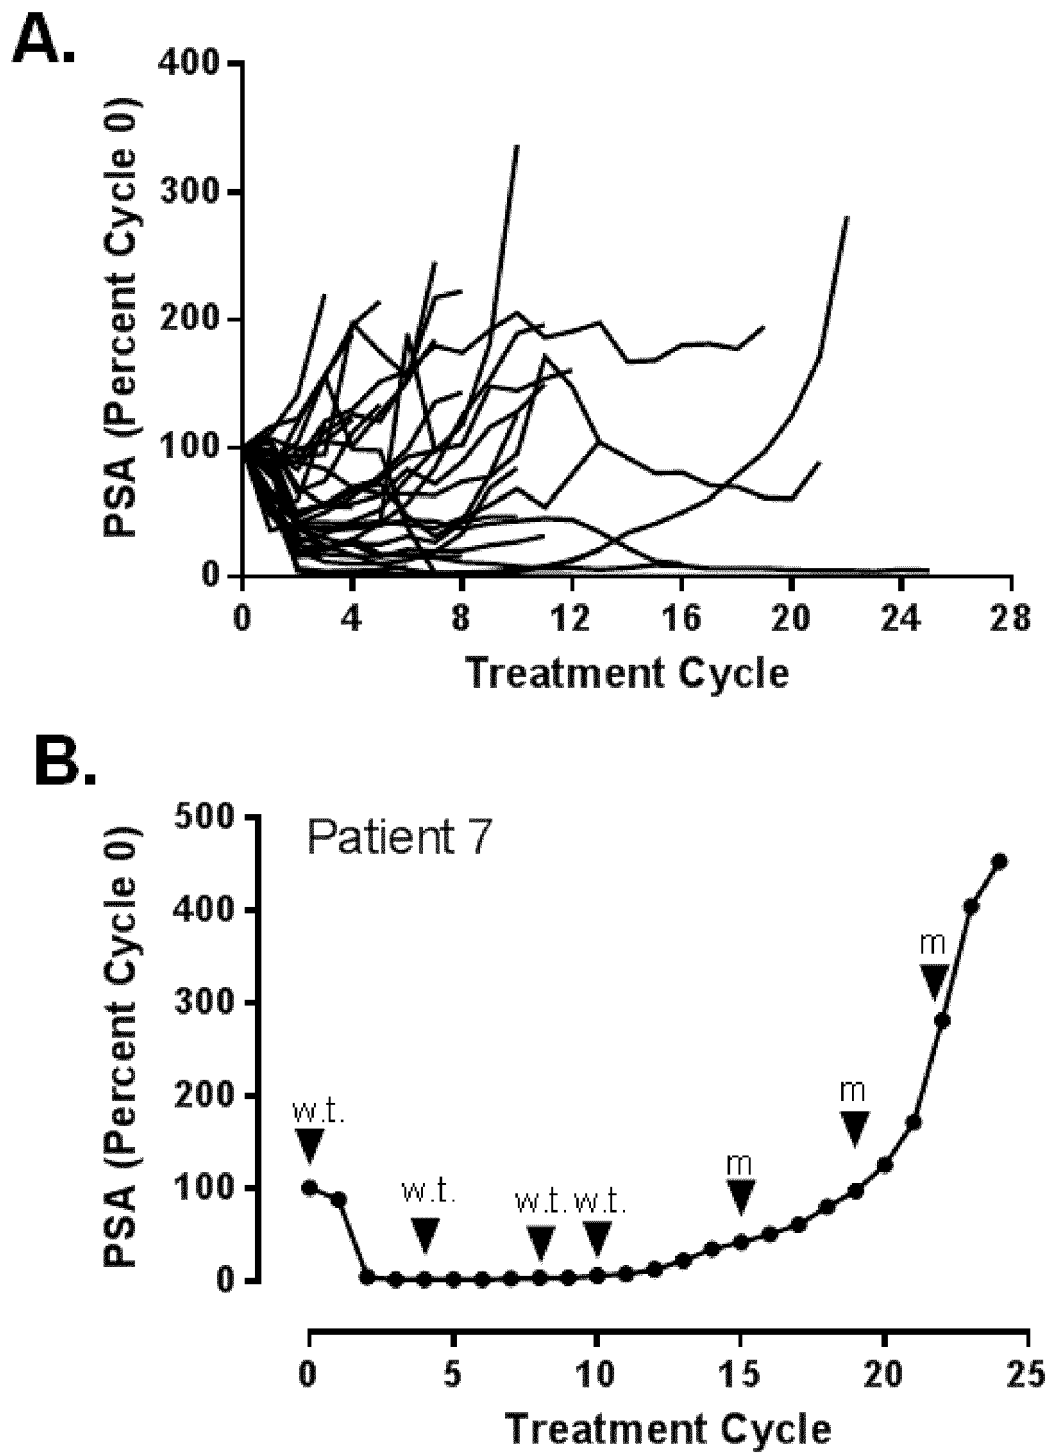 A.
PSA (Percent Cycle 0)
400
300
200
100
0
0 4 8 12 16 20 24 28
Treatment Cycle
B.
Patient 7
PSA (Percent Cycle 0)
500
400
300
200
100
0
w.t.
w.t.
w.t. w.t.
m
m
m
0 5 10 15 20 25
Treatment Cycle